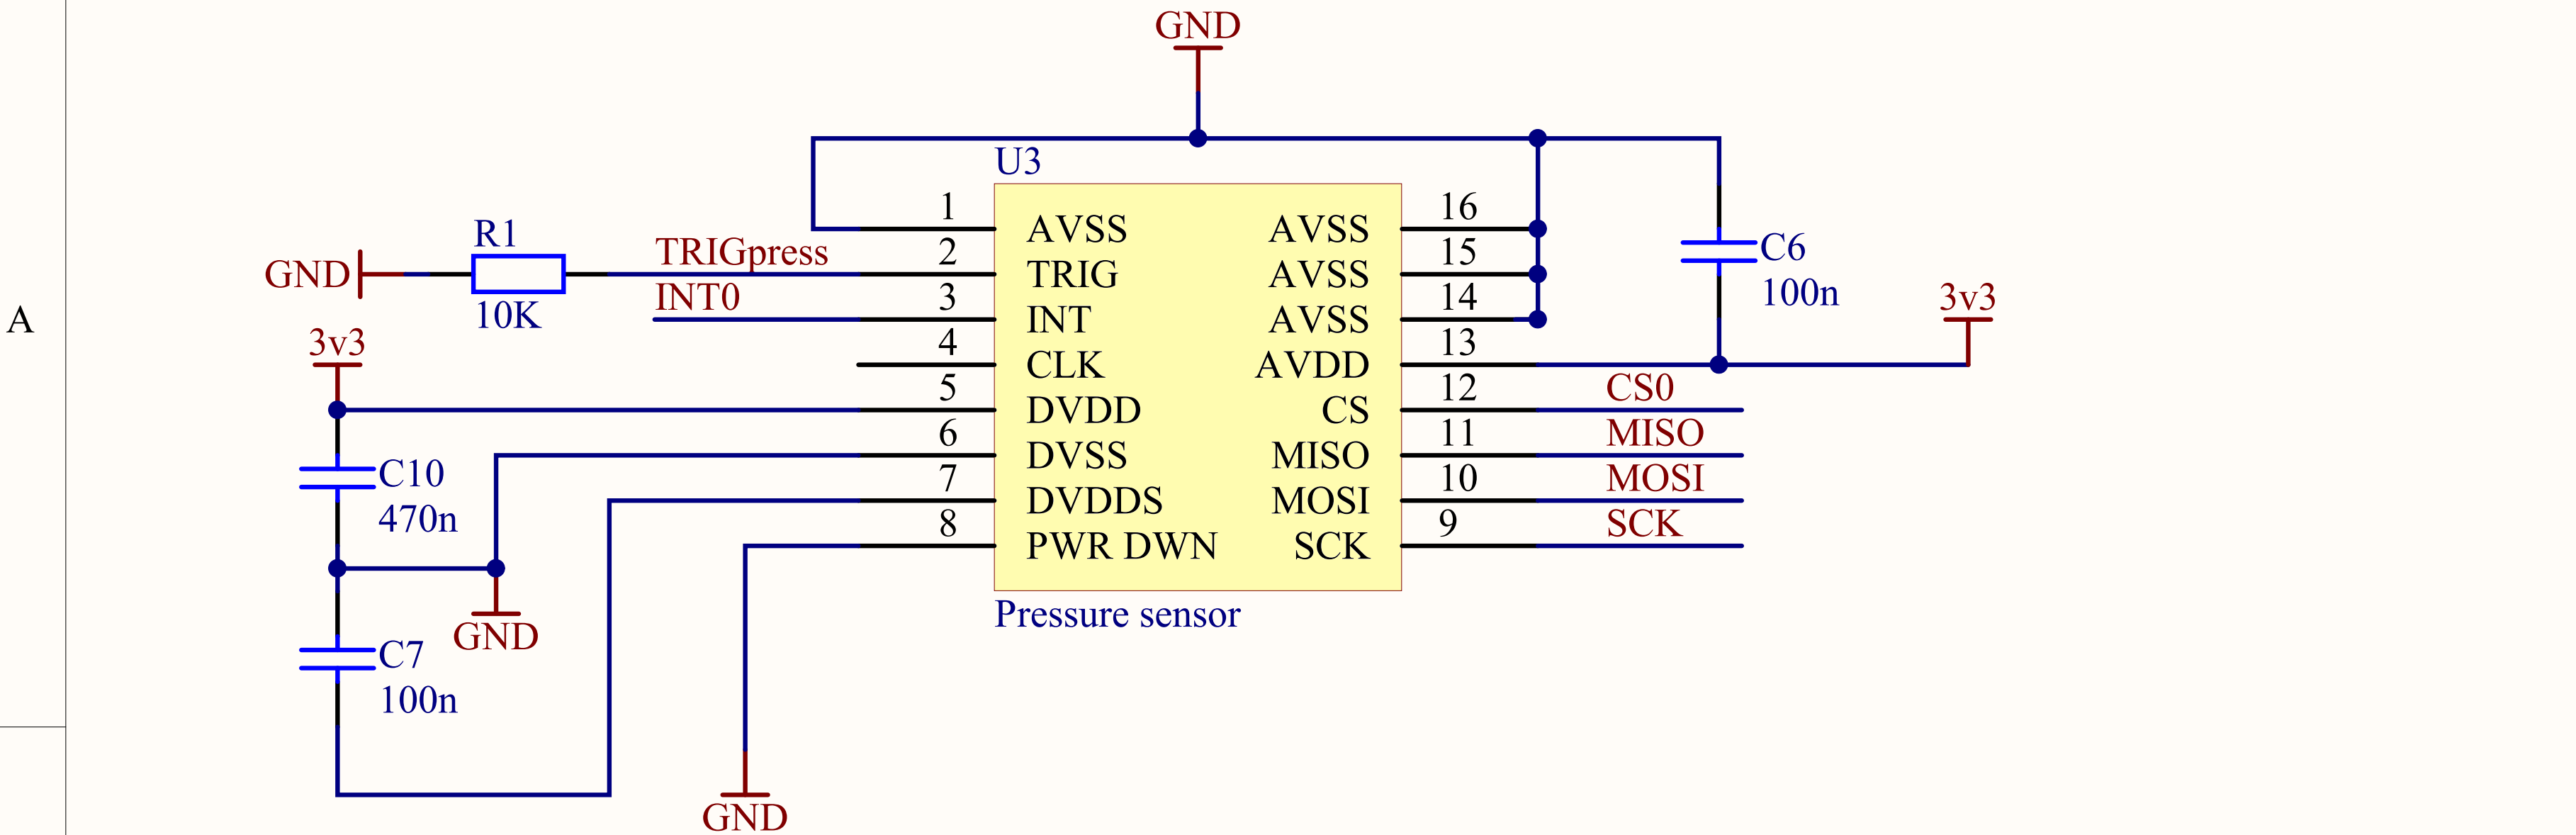 GND
U3
1
AVSS
AVSS
16
R1
TRIGpress
2
TRIG
AVSS
15
C6
GND
10K
INT0
3
INT
AVSS
14
100n
A
3v3
4
CLK
AVDD
13
3v3
5
DVDD
CS
12
CS0
C10
470n
6
DVSS
MISO
11
MISO
7
DVDDS
MOSI
10
MOSI
8
PWR DWN
SCK
9
SCK
GND
Pressure sensor
C7
100n
GND